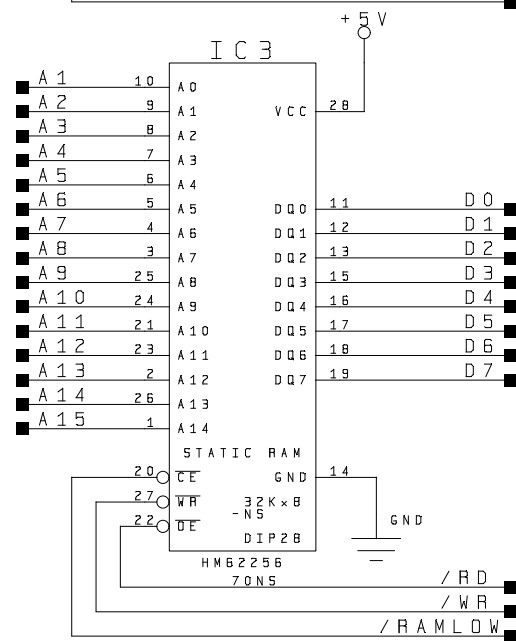 +5V
IC3
A1 10 A0
A2 9 A1 VCC 28
A3 8 A2
A4 7 A3
A5 6 A4
A6 5 A5 DQ0 11 D0
A7 4 A6 DQ1 12 D1
A8 3 A7 DQ2 13 D2
A9 25 A8 DQ3 15 D3
A10 24 A9 DQ4 16 D4
A11 21 A10 DQ5 17 D5
A12 23 A11 DQ6 18 D6
A13 2 A12 DQ7 19 D7
A14 26 A13
A15 1 A14
STATIC RAM
20 CE GND 14
27 WR 32K×8
-NS
22 OE GND
DIP28
HM62256
70NS
/RD
/WR
/RAMLOW